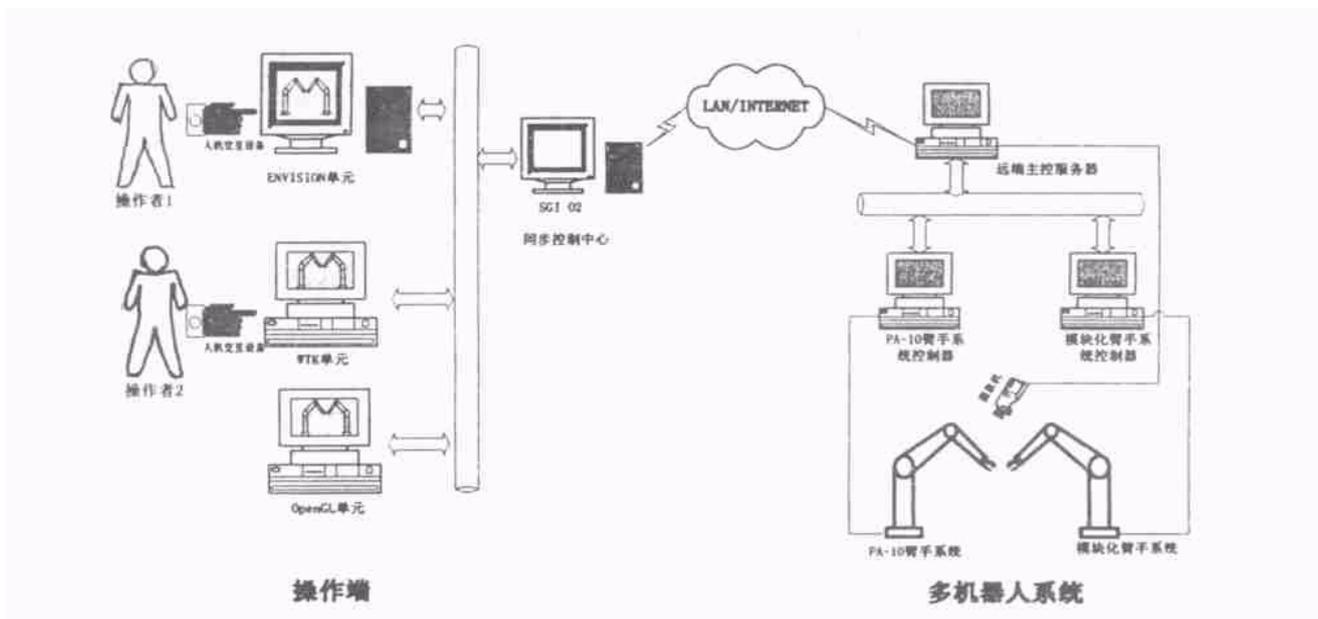 人机交互设备
操作者1
ENVISION单元
人机交互设备
操作者2
WTK单元
OpenGL单元
SGI O2
同步控制中心
LAN/INTERNET
远端主控服务器
PA-10臂手系
统控制器
模块化臂手系
统控制器
摄像机
PA-10臂手系统
模块化臂手系统
操作端
多机器人系统